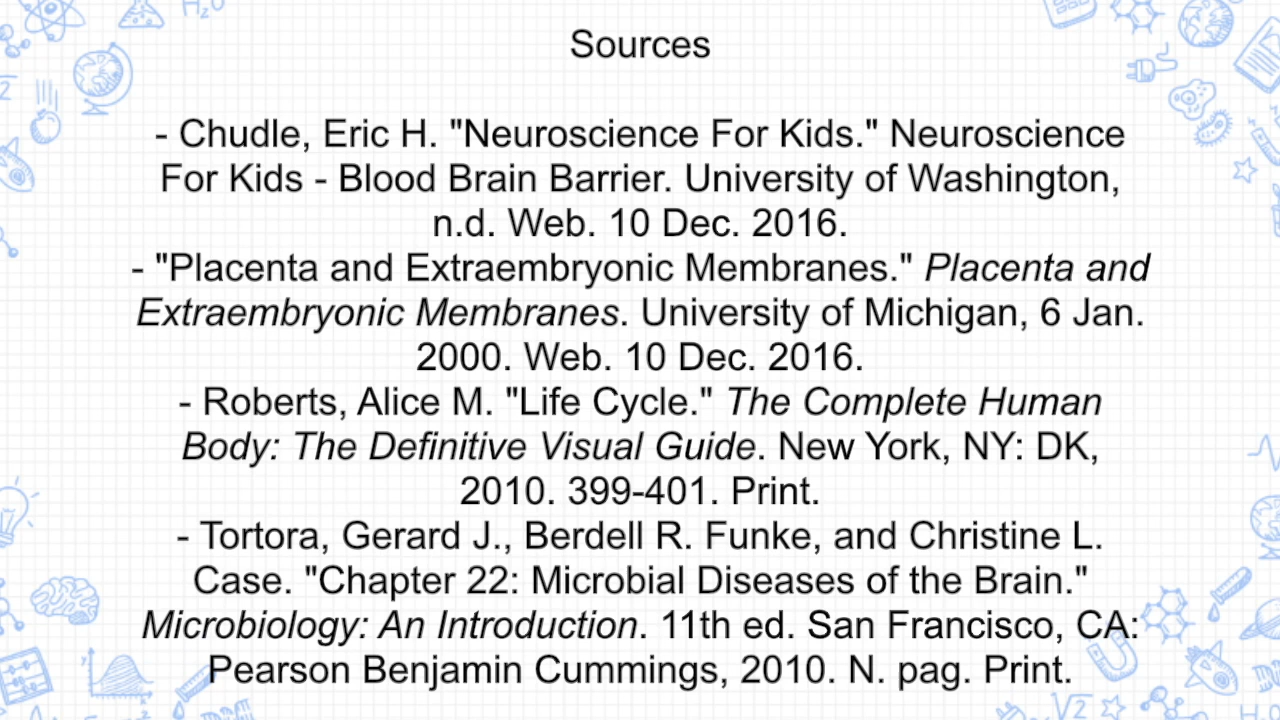 H₂0
Sources
- Chudle, Eric H. "Neuroscience For Kids." Neuroscience
For Kids - Blood Brain Barrier. University of Washington,
n.d. Web. 10 Dec. 2016.
- "Placenta and Extraembryonic Membranes." Placenta and
Extraembryonic Membranes. University of Michigan, 6 Jan.
2000. Web. 10 Dec. 2016.
- Roberts, Alice M. "Life Cycle." The Complete Human
Body: The Definitive Visual Guide. New York, NY: DK,
2010. 399-401. Print.
- Tortora, Gerard J., Berdell R. Funke, and Christine L.
Case. "Chapter 22: Microbial Diseases of the Brain."
Microbiology: An Introduction. 11th ed. San Francisco, CA:
Pearson Benjamin Cummings, 2010. N. pag. Print.
√2